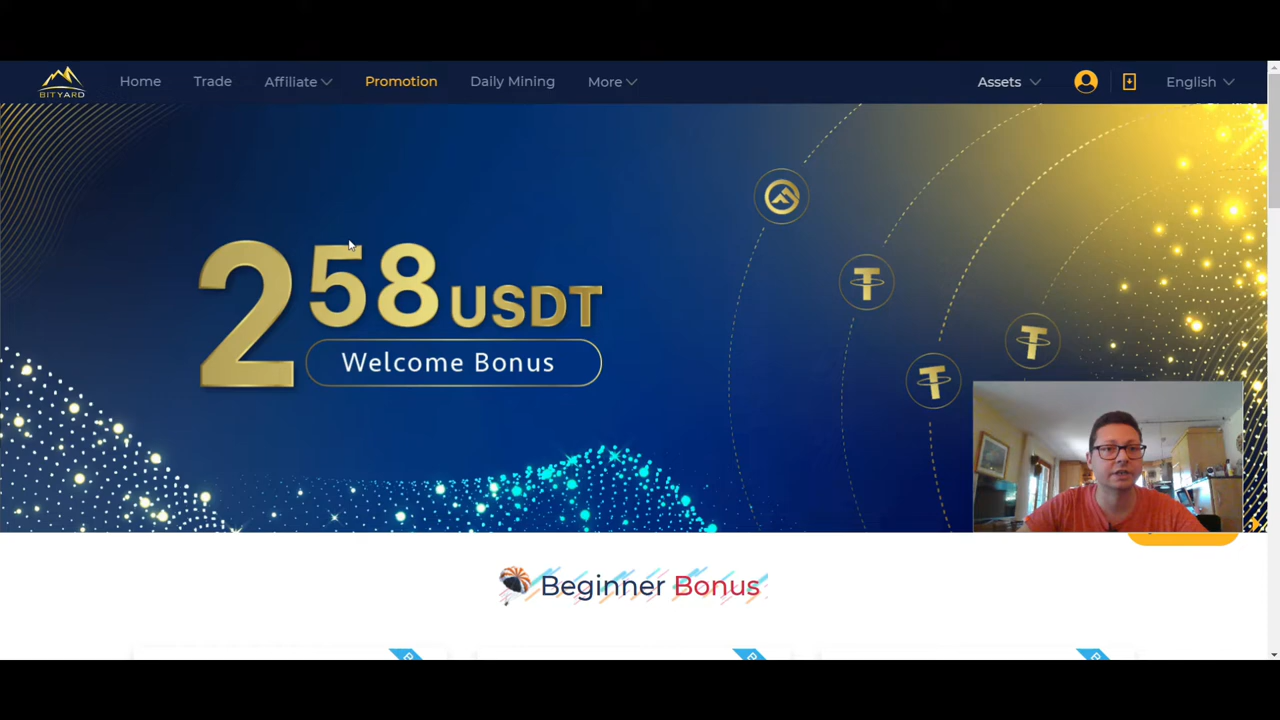 BITYARD
Home Trade Affiliate Promotion Daily Mining More Assets English
258 USDT
Welcome Bonus
Beginner Bonus